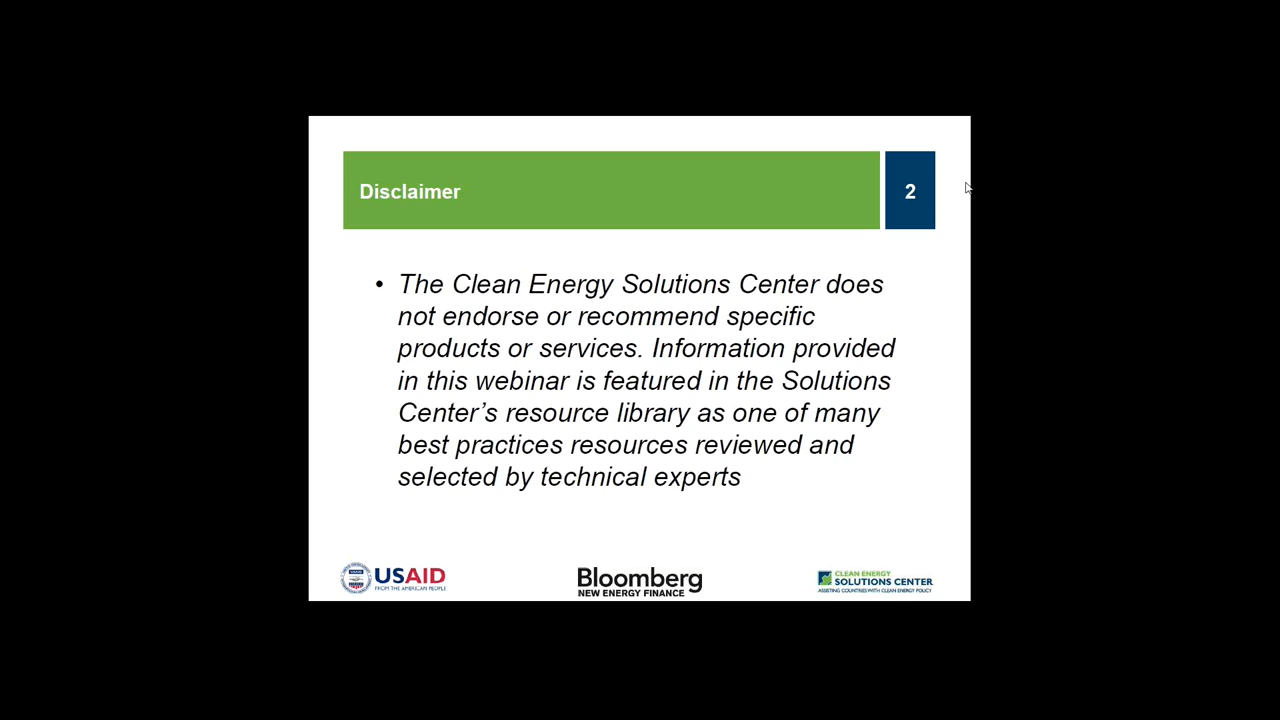 Disclaimer
2
• The Clean Energy Solutions Center does
not endorse or recommend specific
products or services. Information provided
in this webinar is featured in the Solutions
Center’s resource library as one of many
best practices resources reviewed and
selected by technical experts
USAID
FROM THE AMERICAN PEOPLE
Bloomberg
NEW ENERGY FINANCE
CLEAN ENERGY
SOLUTIONS CENTER
ASSISTING COUNTRIES WITH CLEAN ENERGY POLICY